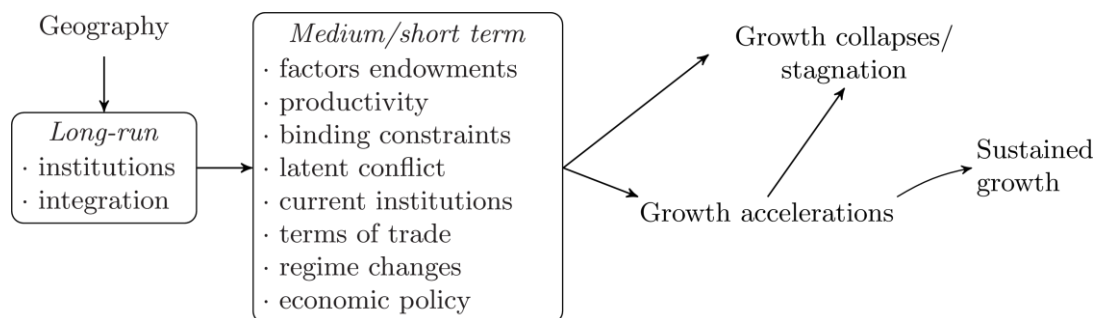 Geography
Long-run
· institutions
· integration
Medium/short term
· factors endowments
· productivity
· binding constraints
· latent conflict
· current institutions
· terms of trade
· regime changes
· economic policy
Growth collapses/
stagnation
Growth accelerations
Sustained
growth